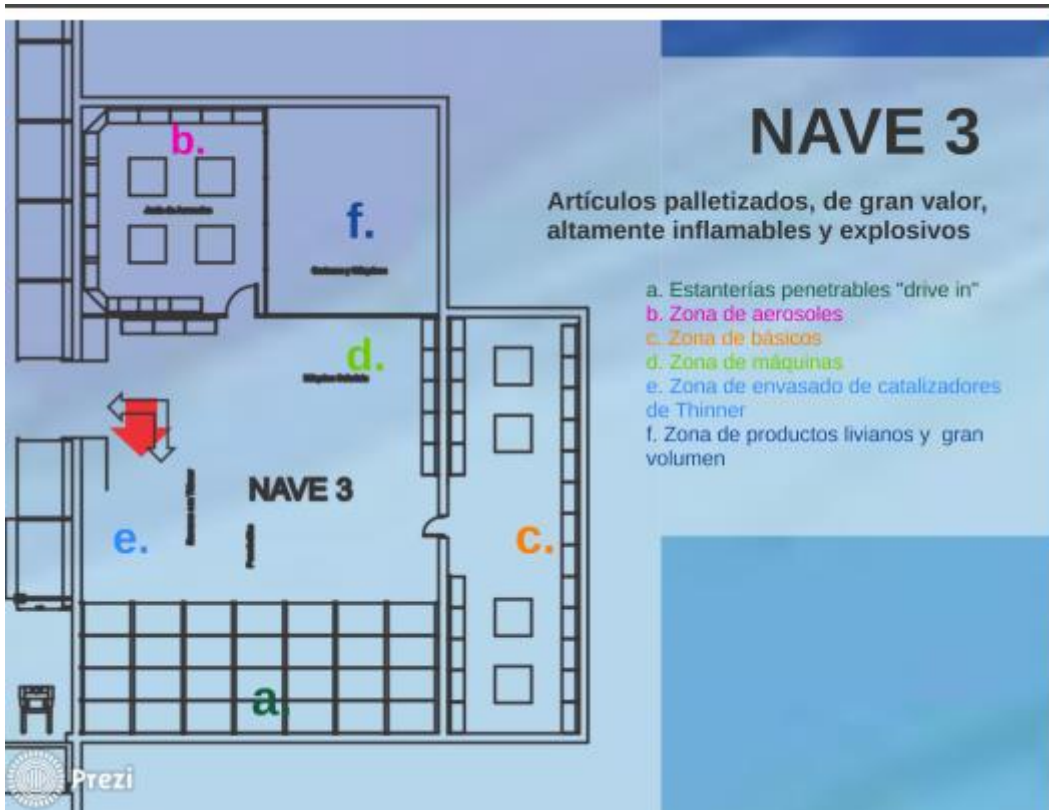 NAVE 3
Artículos palletizados, de gran valor,
altamente inflamables y explosivos
a. Estanterías penetrables "drive in"
b. Zona de aerosoles
c. Zona de básicos
d. Zona de máquinas
e. Zona de envasado de catalizadores
de Thinner
f. Zona de productos livianos y gran
volumen
b.
f.
d.
NAVE 3
e.
c.
a.
Prezi